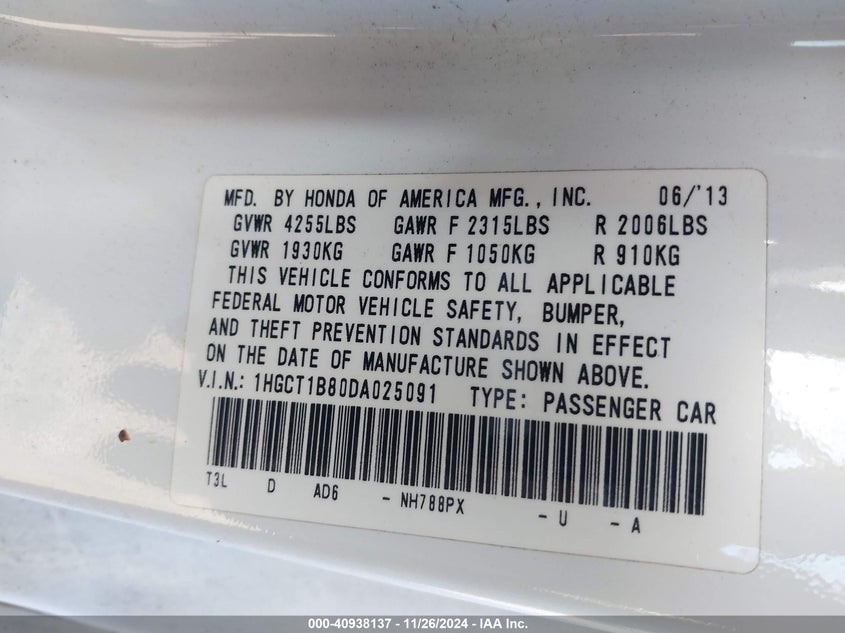 MFD. BY HONDA OF AMERICA MFG., INC. 06/'13
GVWR 4255LBS GAWR F 2315LBS R 2006LBS
GVWR 1930KG GAWR F 1050KG R 910KG
THIS VEHICLE CONFORMS TO ALL APPLICABLE
FEDERAL MOTOR VEHICLE SAFETY, BUMPER,
AND THEFT PREVENTION STANDARDS IN EFFECT
ON THE DATE OF MANUFACTURE SHOWN ABOVE.
V.I.N.: 1HGCT1B80DA025091 TYPE: PASSENGER CAR
T3L D AD6 - NH788PX - U - A
000-40938137 - 11/26/2024 - IAA Inc.